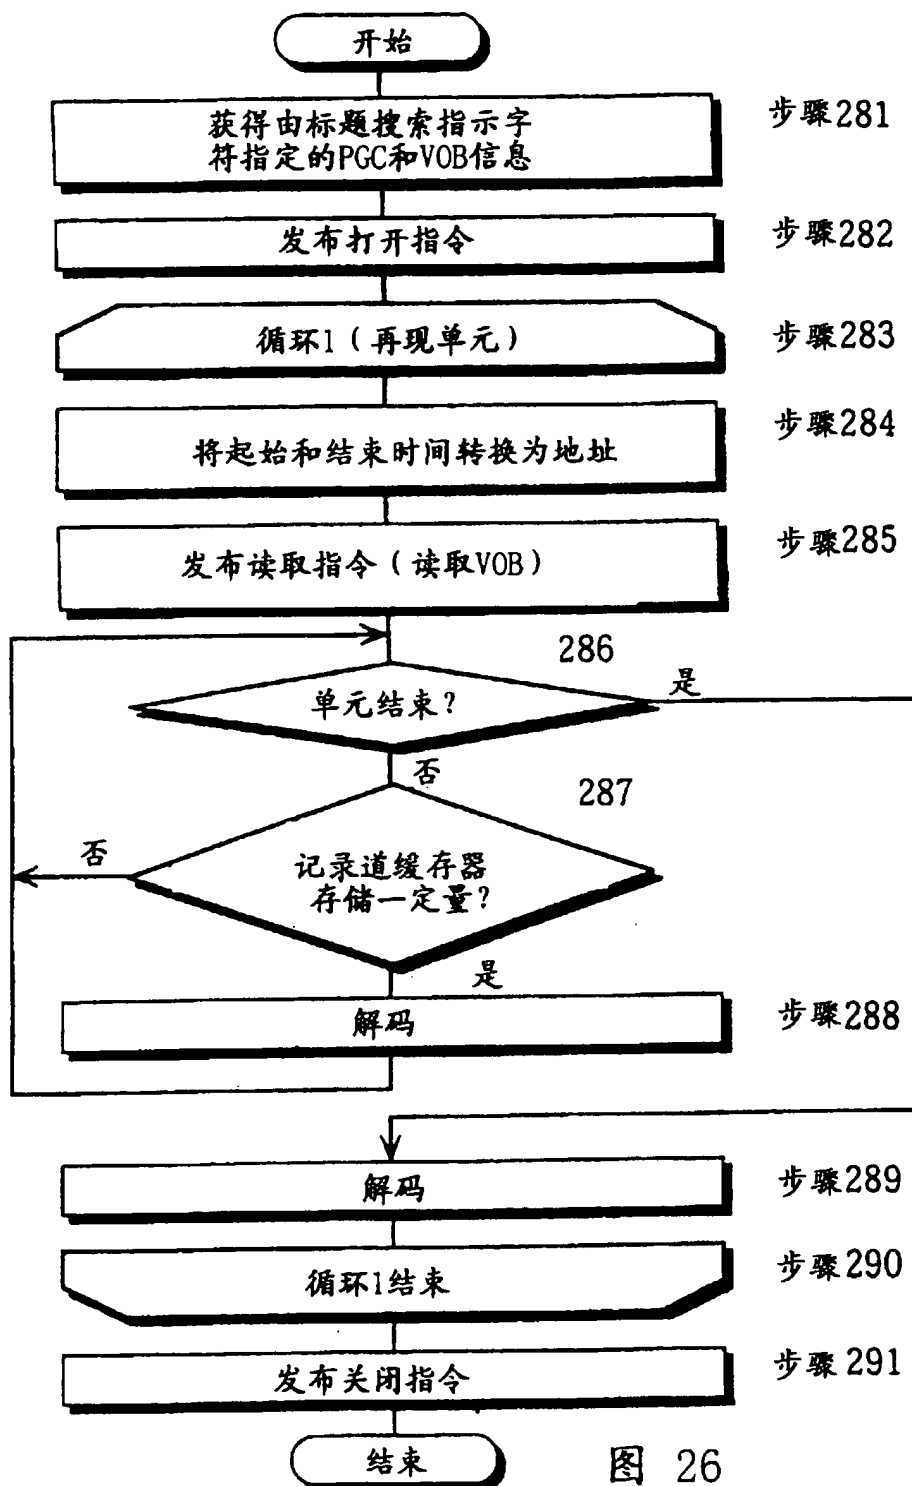 开始
获得由标题搜索指示字
符指定的PGC和VOB信息
步骤281
发布打开指令
步骤282
循环1（再现单元）
步骤283
将起始和结束时间转换为地址
步骤284
发布读取指令（读取VOB）
步骤285
286
单元结束？
是
否
287
记录道缓存器
存储一定量？
否
是
解码
步骤288
解码
步骤289
循环1结束
步骤290
发布关闭指令
步骤291
结束
图 26